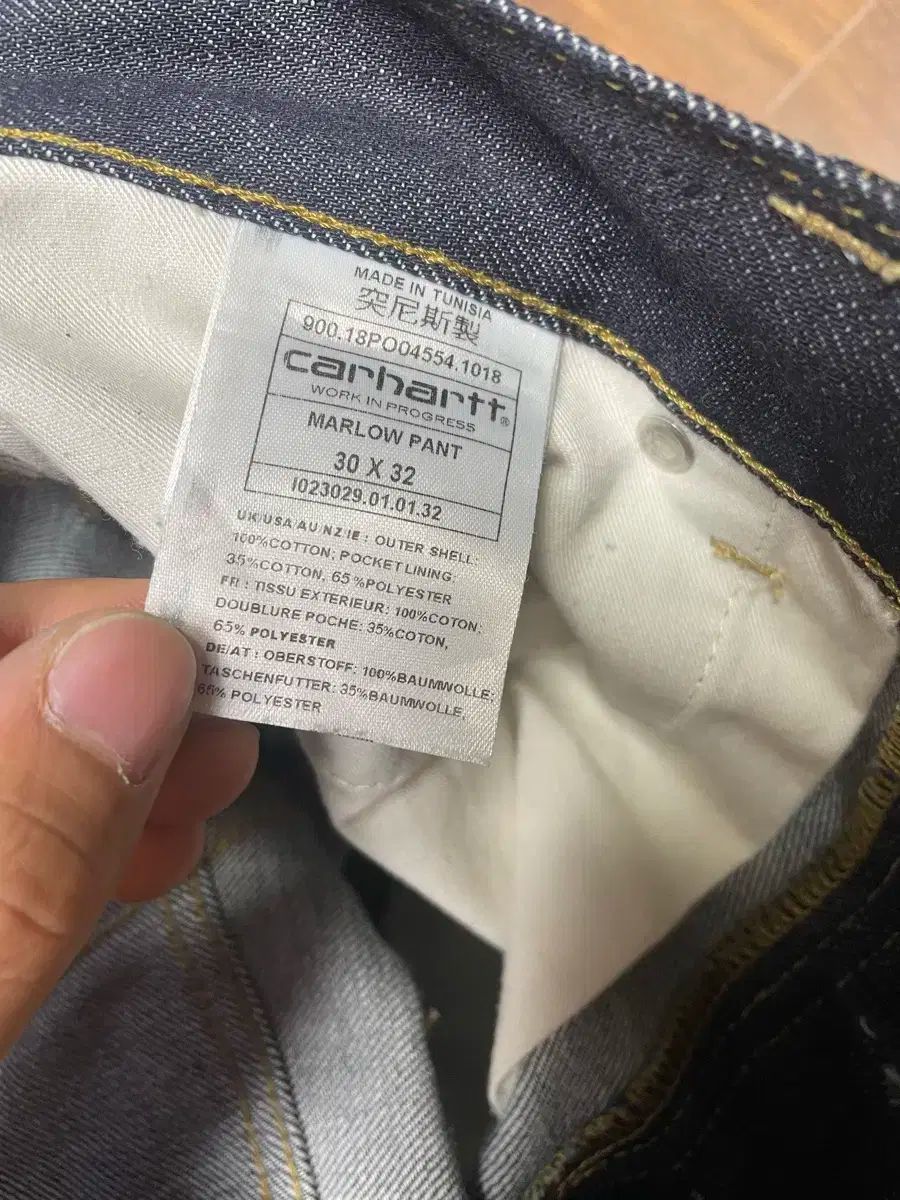 MADE IN TUNISIA
突尼斯製
900.18PO04554.1018
carhartt®
WORK IN PROGRESS
MARLOW PANT
30 X 32
I023029.01.01.32
UK/USA/AU/NZ/IE : OUTER SHELL:
100%COTTON; POCKET LINING
35%COTTON, 65%POLYESTER
FR : TISSU EXTERIEUR: 100%COTON;
DOUBLURE POCHE: 35%COTON,
65% POLYESTER
DE/AT : OBERSTOFF: 100%BAUMWOLLE;
TASCHENFUTTER: 35%BAUMWOLLE,
65% POLYESTER